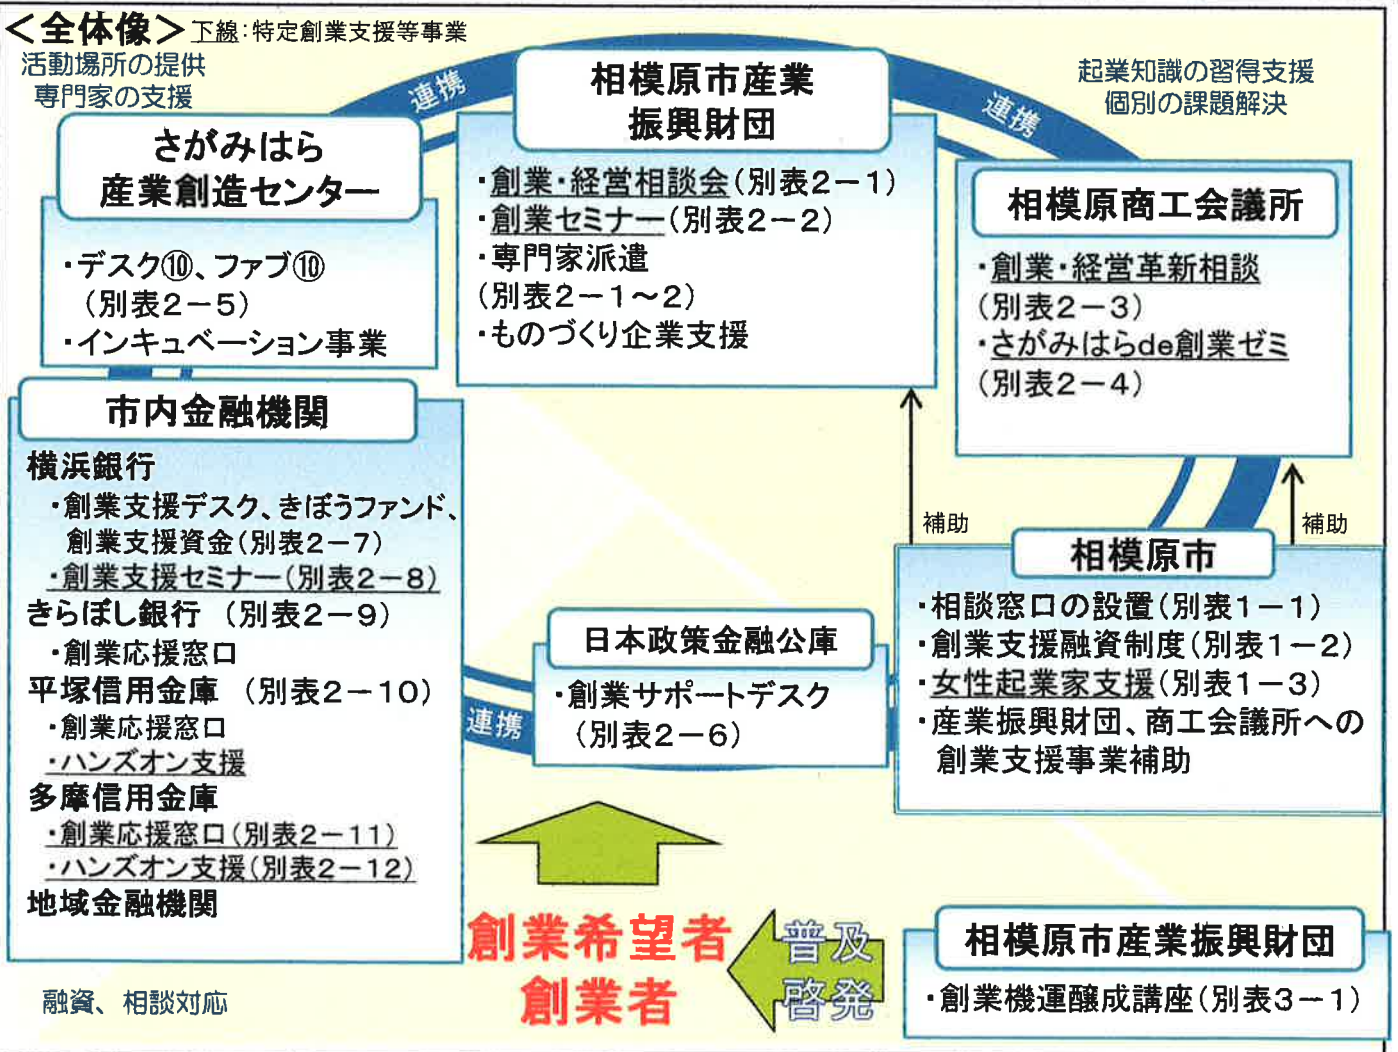 ＜全体像＞下線：特定創業支援等事業
活動場所の提供
専門家の支援
連携
連携
起業知識の習得支援
個別の課題解決
さがみはら
産業創造センター
・デスク⑩、ファブ⑩
（別表２－５）
・インキュベーション事業
相模原市産業
振興財団
・創業・経営相談会（別表２－１）
・創業セミナー（別表２－２）
・専門家派遣
（別表２－１～２）
・ものづくり企業支援
相模原商工会議所
・創業・経営革新相談
（別表２－３）
・さがみはらde創業ゼミ
（別表２－４）
市内金融機関
横浜銀行
・創業支援デスク、きぼうファンド、
創業支援資金（別表２－７）
・創業支援セミナー（別表２－８）
きらぼし銀行 （別表２－９）
・創業応援窓口
平塚信用金庫 （別表２－１０）
・創業応援窓口
・ハンズオン支援
多摩信用金庫
・創業応援窓口（別表２－１１）
・ハンズオン支援（別表２－１２）
地域金融機関
融資、相談対応
連携
日本政策金融公庫
・創業サポートデスク
（別表２－６）
補助
補助
相模原市
・相談窓口の設置（別表１－１）
・創業支援融資制度（別表１－２）
・女性起業家支援（別表１－３）
・産業振興財団、商工会議所への
創業支援事業補助
創業希望者
創業者
普及
啓発
相模原市産業振興財団
・創業機運醸成講座（別表３－１）